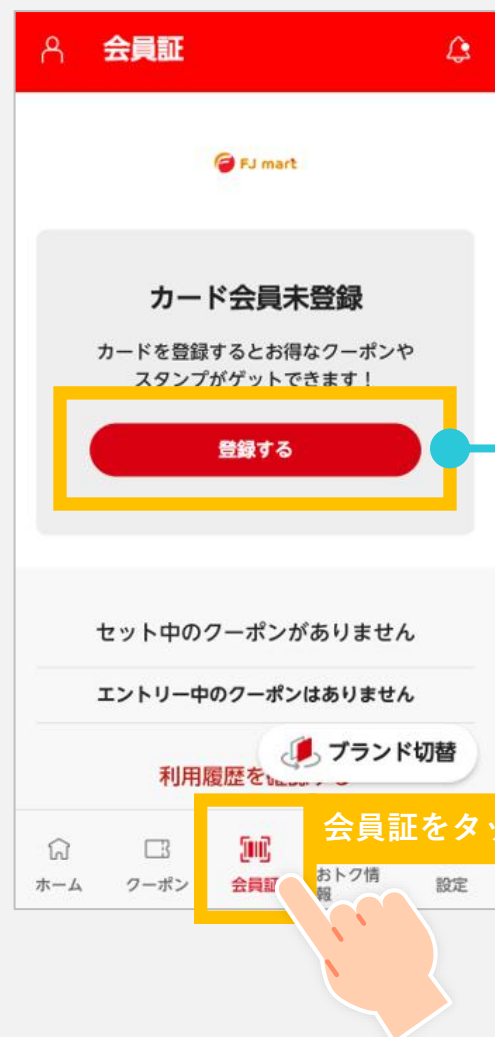 会員証
FJ mart
カード会員未登録
カードを登録するとお得なクーポンや
スタンプがゲットできます！
登録する
セット中のクーポンがありません
エントリー中のクーポンはありません
ブランド切替
利用履歴を
会員証をタッ
ホーム
クーポン
会員証
おトク情
報
設定